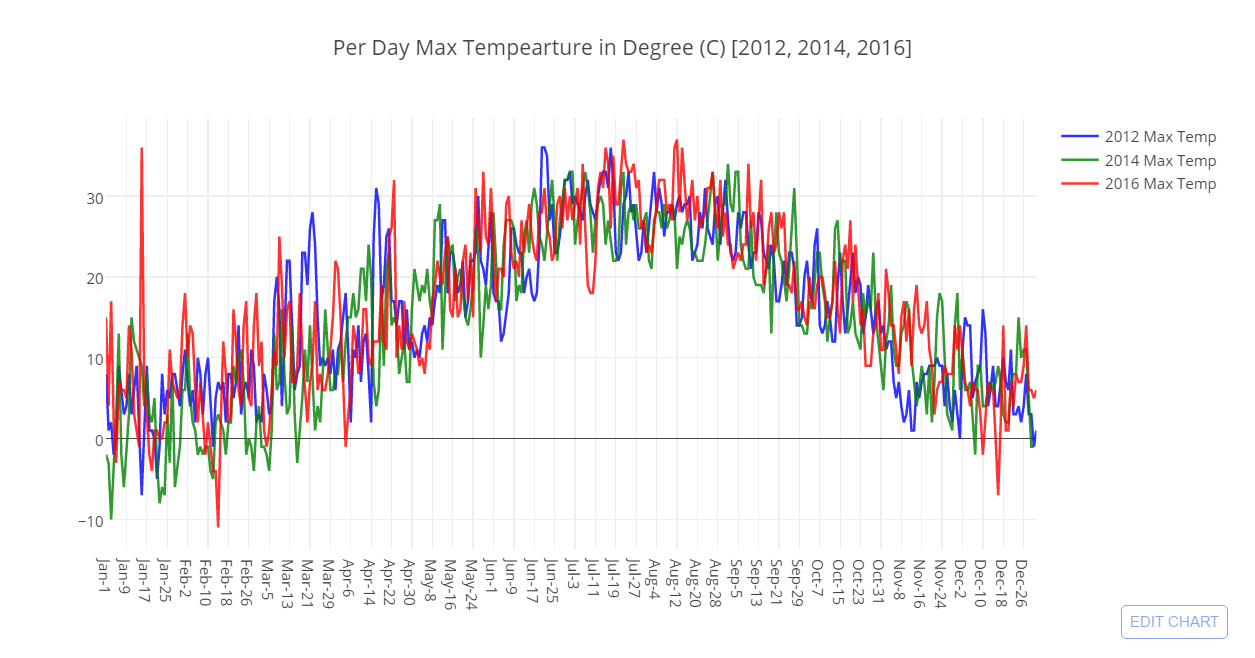 Per Day Max Tempearture in Degree (C) [2012, 2014, 2016]
2012 Max Temp
2014 Max Temp
2016 Max Temp
30
20
10
0
−10
Jan-1
Jan-9
Jan-17
Jan-25
Feb-2
Feb-10
Feb-18
Feb-26
Mar-5
Mar-13
Mar-21
Mar-29
Apr-6
Apr-14
Apr-22
Apr-30
May-8
May-16
May-24
Jun-1
Jun-9
Jun-17
Jun-25
Jul-3
Jul-11
Jul-19
Jul-27
Aug-4
Aug-12
Aug-20
Aug-28
Sep-5
Sep-13
Sep-21
Sep-29
Oct-7
Oct-15
Oct-23
Oct-31
Nov-8
Nov-16
Nov-24
Dec-2
Dec-10
Dec-18
Dec-26
EDIT CHART